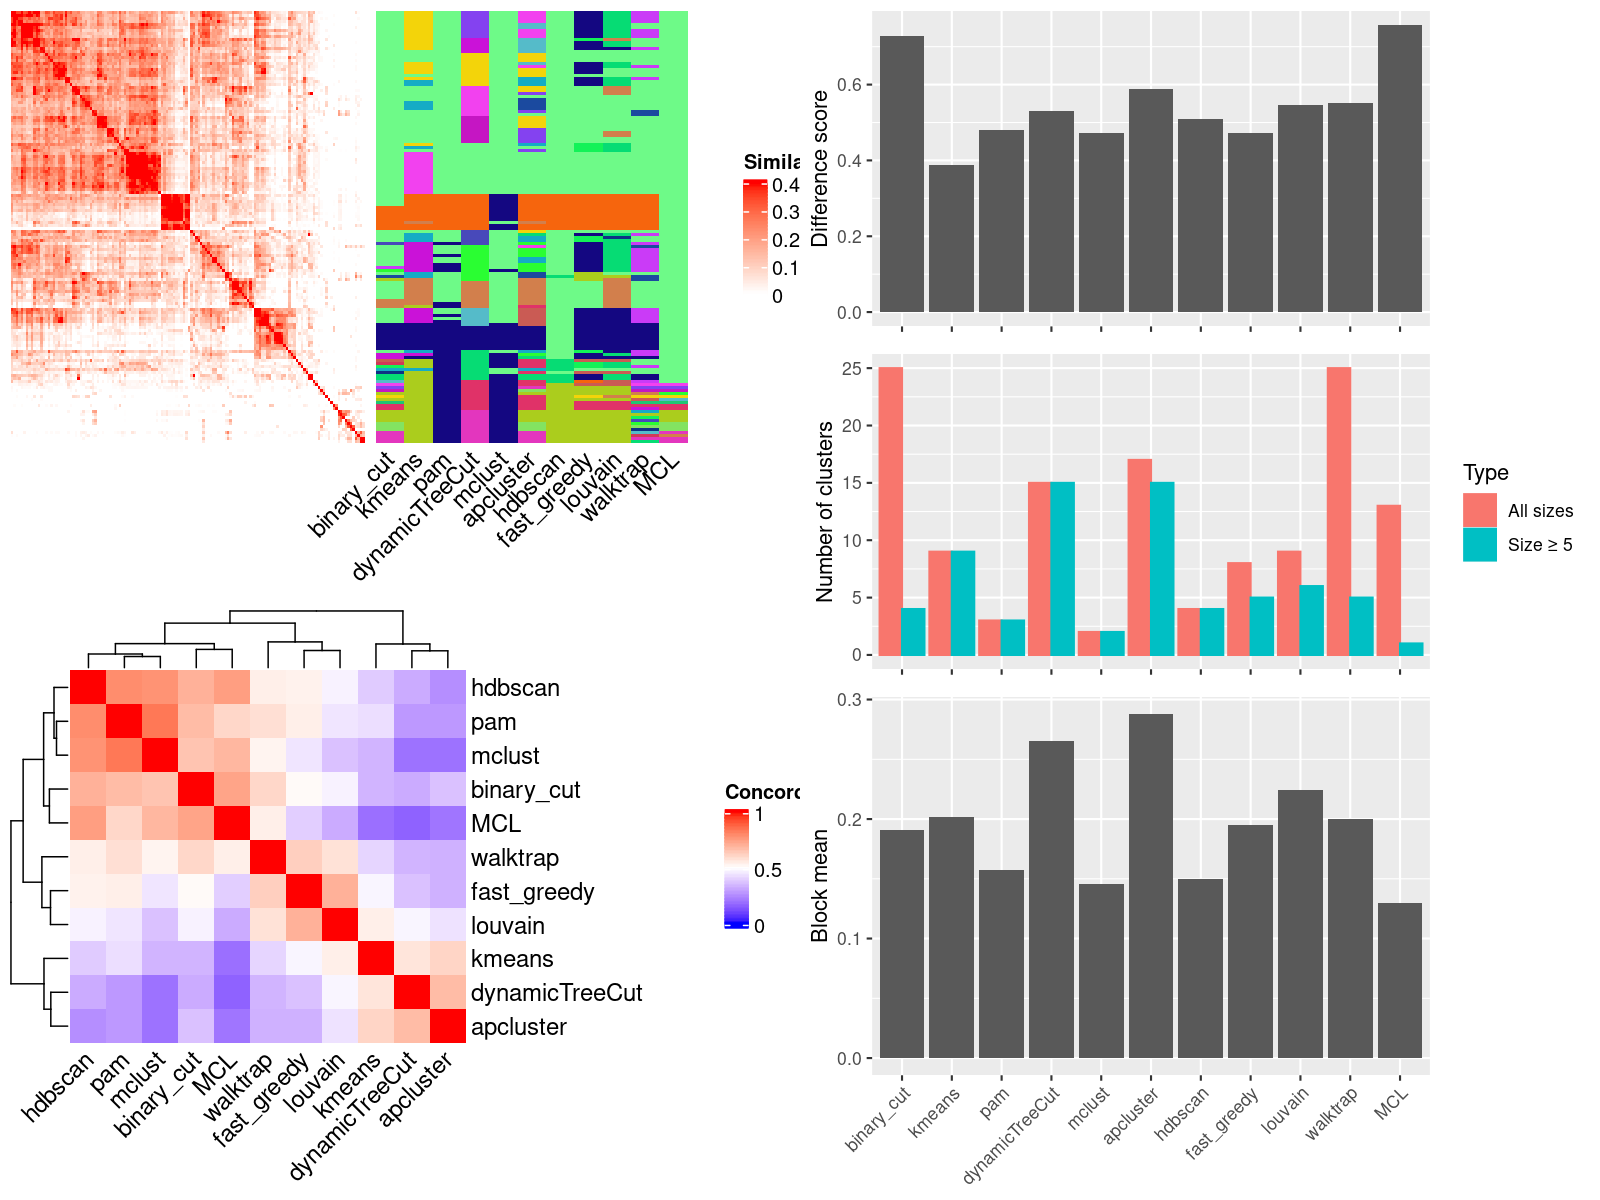 Simila
0.4
0.3
0.2
0.1
0
binary_cut
kmeans
pam
dynamicTreeCut
mclust
apcluster
hdbscan
fast_greedy
louvain
walktrap
MCL
hdbscan
pam
mclust
binary_cut
MCL
walktrap
fast_greedy
louvain
kmeans
dynamicTreeCut
apcluster
hdbscan
pam
mclust
binary_cut
MCL
walktrap
fast_greedy
louvain
kmeans
dynamicTreeCut
apcluster
Concord
1
0.5
0
Difference score
0.6
0.4
0.2
0.0
Number of clusters
25
20
15
10
5
0
Type
All sizes
Size ≥ 5
Block mean
0.3
0.2
0.1
0.0
binary_cut
kmeans
pam
dynamicTreeCut
mclust
apcluster
hdbscan
fast_greedy
louvain
walktrap
MCL